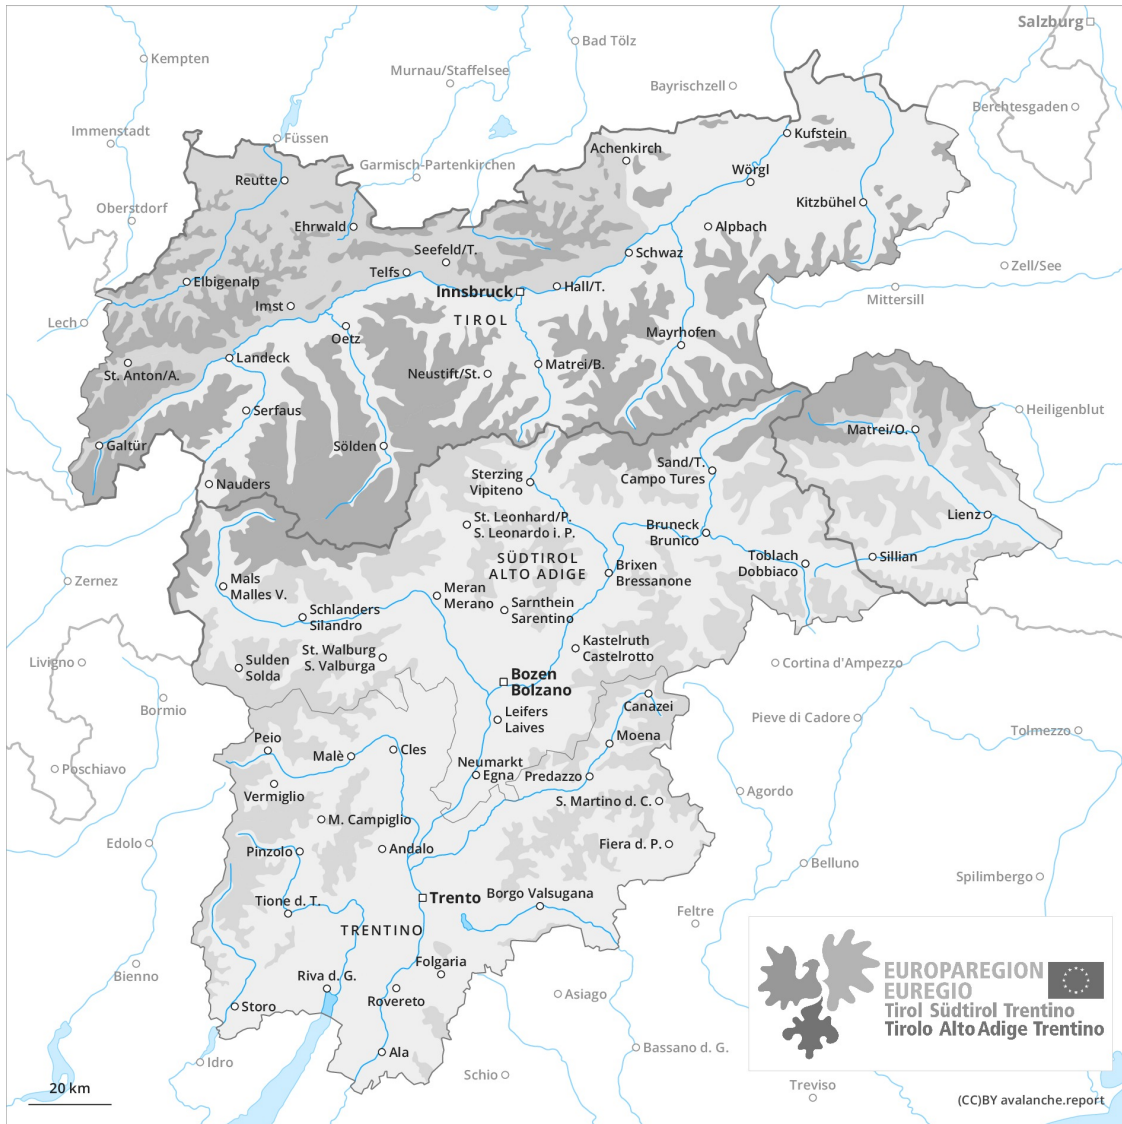 Salzburg
Bad Tölz
Kempten
Murnau/Staffelsee
Bayrischzell
Berchtesgaden
Immenstadt
Füssen
Kufstein
Achenkirch
Garmisch-Partenkirchen
Wörgl
Reutte
Kitzbühel
Oberstdorf
Ehrwald
Alpbach
Seefeld/T.
Schwaz
Zell/See
Telfs
Elbigenalp
Hall/T.
Innsbruck
Mittersill
Imst
TIROL
Lech
Oetz
Mayrhofen
Landeck
Matrei/B.
St. Anton/A.
Neustift/St.
Serfaus
Heiligenblut
Matrei/O.
Galtür
Sölden
Sand/T.
Campo Tures
Sterzing
Vipiteno
Nauders
St. Leonhard/P.
S. Leonardo i. P.
Lienz
Bruneck
Brunico
SÜDTIROL
ALTO ADIGE
Toblach
Dobbiaco
Sillian
Brixen
Bressanone
Zernez
Mals
Malles V.
Meran
Merano
Sarnthein
Sarentino
Schlanders
Silandro
Kastelruth
Castelrotto
St. Walburg
S. Valburga
Livigno
Sulden
Solda
Cortina d'Ampezzo
Bozen
Bolzano
Bormio
Canazei
Leifers
Laives
Pieve di Cadore
Tolmezzo
Peio
Moena
Malè
Cles
Neumarkt
Egna
Predazzo
Poschiavo
Vermiglio
Agordo
S. Martino d. C.
M. Campiglio
Edolo
Pinzolo
Andalo
Fiera d. P.
Belluno
Spilimbergo
Tione d. T.
Trento
Borgo Valsugana
Feltre
TRENTINO
Folgaria
Bienno
Riva d. G.
Rovereto
Asiago
Storo
EUROPAREGION
EUREGIO
Tirol Südtirol Trentino
Tirolo Alto Adige Trentino
Ala
Bassano d. G.
Idro
Schio
Treviso
20 km
(CC)BY avalanche.report